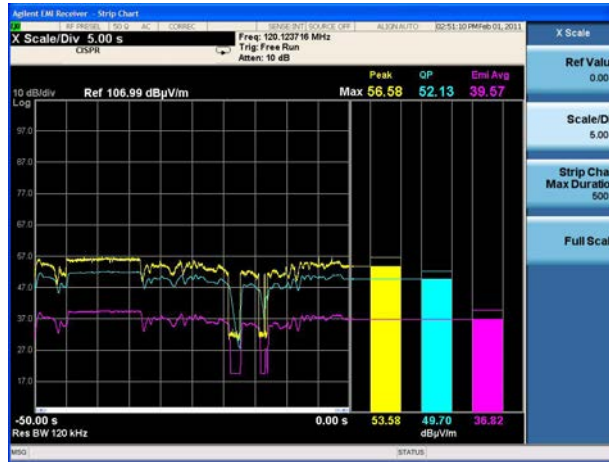 Agilent EMI Receiver - Strip Chart
RF PRESEL 50 Ω AC CORREC SENSE:INT SOURCE OFF ALIGN AUTO 02:51:10 PM Feb 01, 2011
X Scale/Div 5.00 s
CISPR
Freq: 120.123716 MHz
Trig: Free Run
Atten: 10 dB
X Scale
Ref Valu
0.00
Scale/D
5.00
Strip Cha
Max Duratio
500
Full Scal
Peak QP Emi Avg
10 dB/div Ref 106.99 dBµV/m Max 56.58 52.13 39.57
Log
97.0
87.0
77.0
67.0
57.0
47.0
37.0
27.0
17.0
-50.00 s 0.00 s 53.58 49.70 36.82
Res BW 120 kHz dBµV/m
MSG STATUS